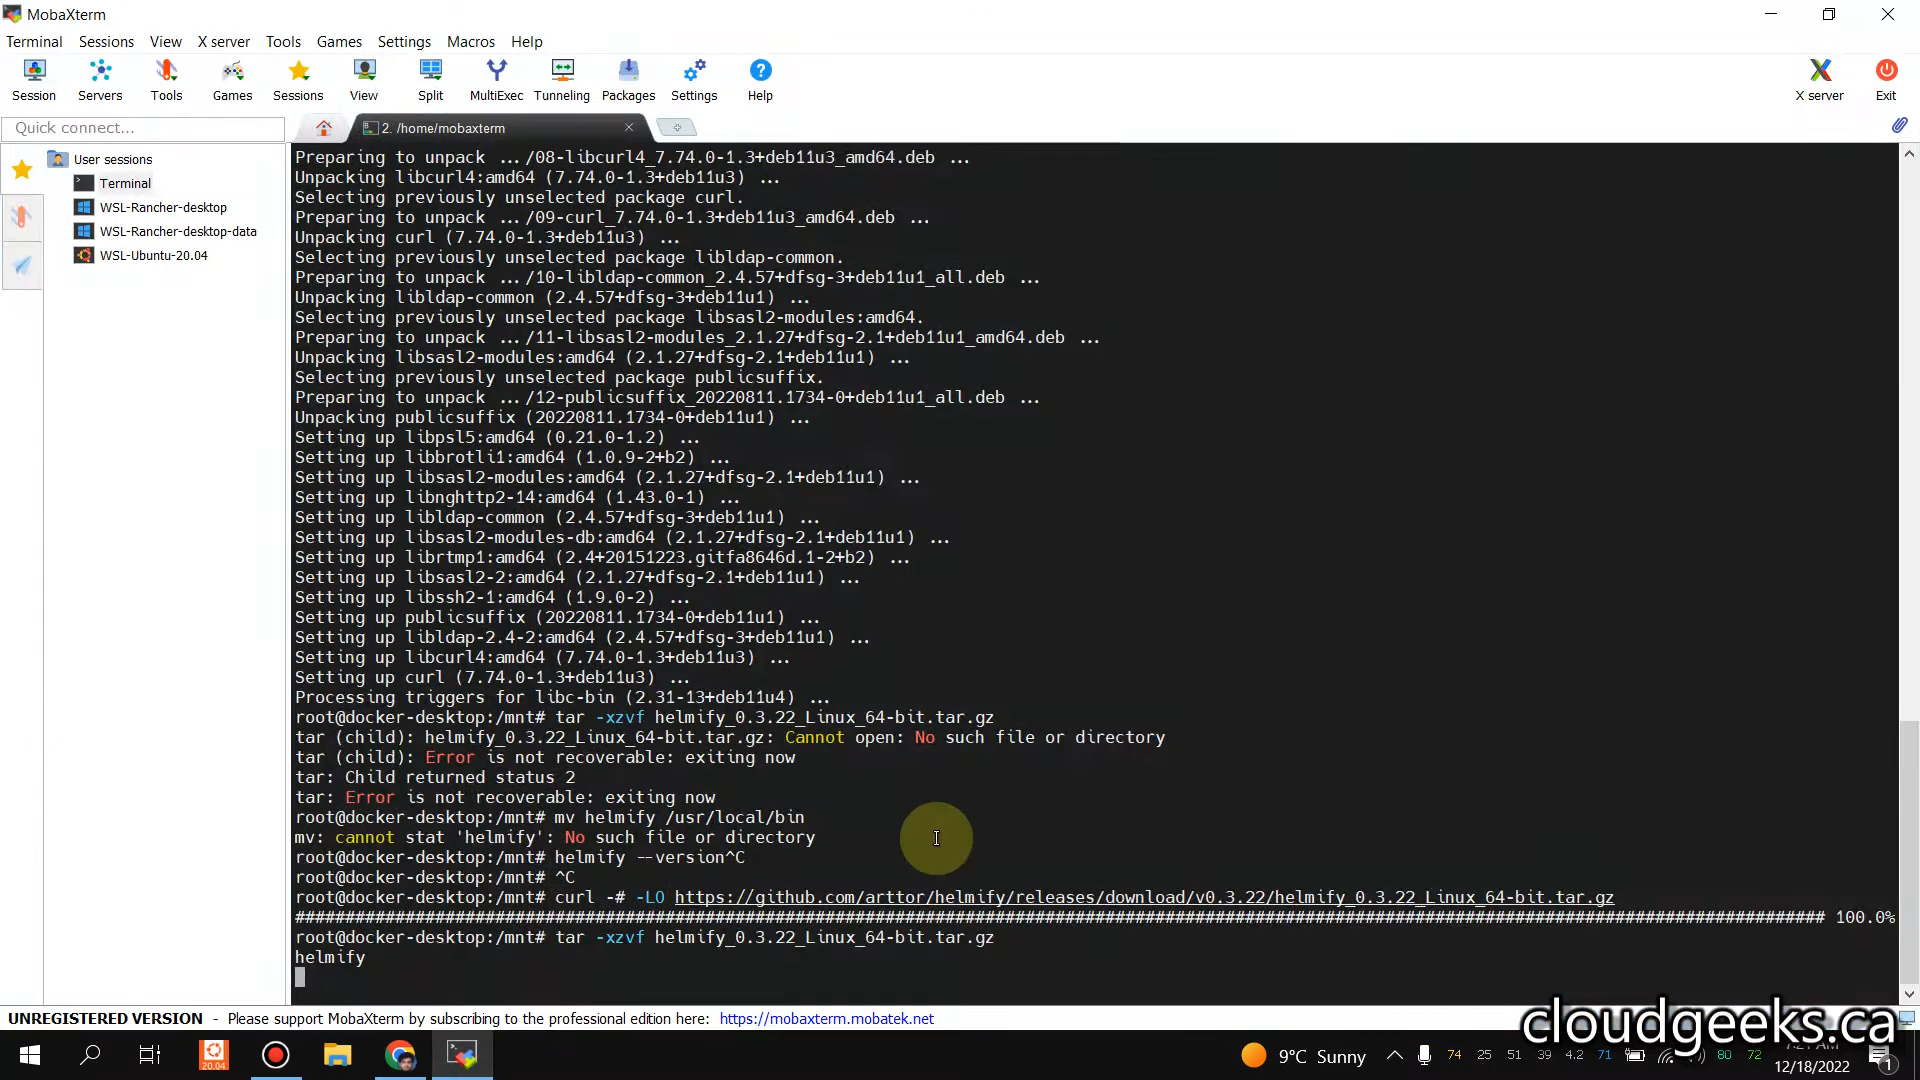 MobaXterm
Terminal Sessions View X server Tools Games Settings Macros Help
Session Servers Tools Games Sessions View Split MultiExec Tunneling Packages Settings Help X server Exit
Quick connect...
2. /home/mobaxterm
User sessions
Terminal
WSL-Rancher-desktop
WSL-Rancher-desktop-data
WSL-Ubuntu-20.04
Preparing to unpack .../08-libcurl4_7.74.0-1.3+deb11u3_amd64.deb ...
Unpacking libcurl4:amd64 (7.74.0-1.3+deb11u3) ...
Selecting previously unselected package curl.
Preparing to unpack .../09-curl_7.74.0-1.3+deb11u3_amd64.deb ...
Unpacking curl (7.74.0-1.3+deb11u3) ...
Selecting previously unselected package libldap-common.
Preparing to unpack .../10-libldap-common_2.4.57+dfsg-3+deb11u1_all.deb ...
Unpacking libldap-common (2.4.57+dfsg-3+deb11u1) ...
Selecting previously unselected package libsasl2-modules:amd64.
Preparing to unpack .../11-libsasl2-modules_2.1.27+dfsg-2.1+deb11u1_amd64.deb ...
Unpacking libsasl2-modules:amd64 (2.1.27+dfsg-2.1+deb11u1) ...
Selecting previously unselected package publicsuffix.
Preparing to unpack .../12-publicsuffix_20220811.1734-0+deb11u1_all.deb ...
Unpacking publicsuffix (20220811.1734-0+deb11u1) ...
Setting up libpsl5:amd64 (0.21.0-1.2) ...
Setting up libbrotli1:amd64 (1.0.9-2+b2) ...
Setting up libsasl2-modules:amd64 (2.1.27+dfsg-2.1+deb11u1) ...
Setting up libnghttp2-14:amd64 (1.43.0-1) ...
Setting up libldap-common (2.4.57+dfsg-3+deb11u1) ...
Setting up libsasl2-modules-db:amd64 (2.1.27+dfsg-2.1+deb11u1) ...
Setting up librtmp1:amd64 (2.4+20151223.gitfa8646d.1-2+b2) ...
Setting up libsasl2-2:amd64 (2.1.27+dfsg-2.1+deb11u1) ...
Setting up libssh2-1:amd64 (1.9.0-2) ...
Setting up publicsuffix (20220811.1734-0+deb11u1) ...
Setting up libldap-2.4-2:amd64 (2.4.57+dfsg-3+deb11u1) ...
Setting up libcurl4:amd64 (7.74.0-1.3+deb11u3) ...
Setting up curl (7.74.0-1.3+deb11u3) ...
Processing triggers for libc-bin (2.31-13+deb11u4) ...
root@docker-desktop:/mnt# tar -xzvf helmify_0.3.22_Linux_64-bit.tar.gz
tar (child): helmify_0.3.22_Linux_64-bit.tar.gz: Cannot open: No such file or directory
tar (child): Error is not recoverable: exiting now
tar: Child returned status 2
tar: Error is not recoverable: exiting now
root@docker-desktop:/mnt# mv helmify /usr/local/bin
mv: cannot stat 'helmify': No such file or directory
root@docker-desktop:/mnt# helmify --version^C
root@docker-desktop:/mnt# ^C
root@docker-desktop:/mnt# curl -# -LO https://github.com/arttor/helmify/releases/download/v0.3.22/helmify_0.3.22_Linux_64-bit.tar.gz
######################################################################################################################################################### 100.0%
root@docker-desktop:/mnt# tar -xzvf helmify_0.3.22_Linux_64-bit.tar.gz
helmify
UNREGISTERED VERSION - Please support MobaXterm by subscribing to the professional edition here: https://mobaxterm.mobatek.net
cloudgeeks.ca
20.04
9°C Sunny 74 25 51 39 4.2 71 80 72
12/18/2022
1